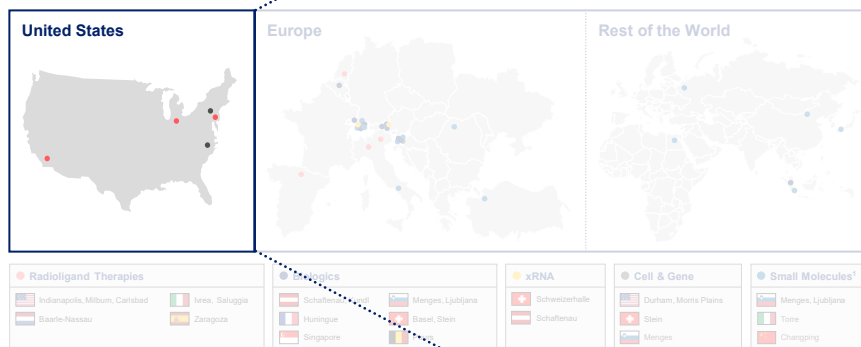 United States
Europe
Rest of the World
Radioligand Therapies
Indianapolis, Millburn, Carlsbad
Baarle-Nassau
Ivrea, Saluggia
Zaragoza
Biologics
Schaftenau, Kundl
Huningue
Singapore
Menges, Ljubljana
Basel, Stein
xRNA
Schweizerhalle
Schaftenau
Cell & Gene
Durham, Morris Plains
Stein
Menges
Small Molecules¹
Menges, Ljubljana
Torre
Changping